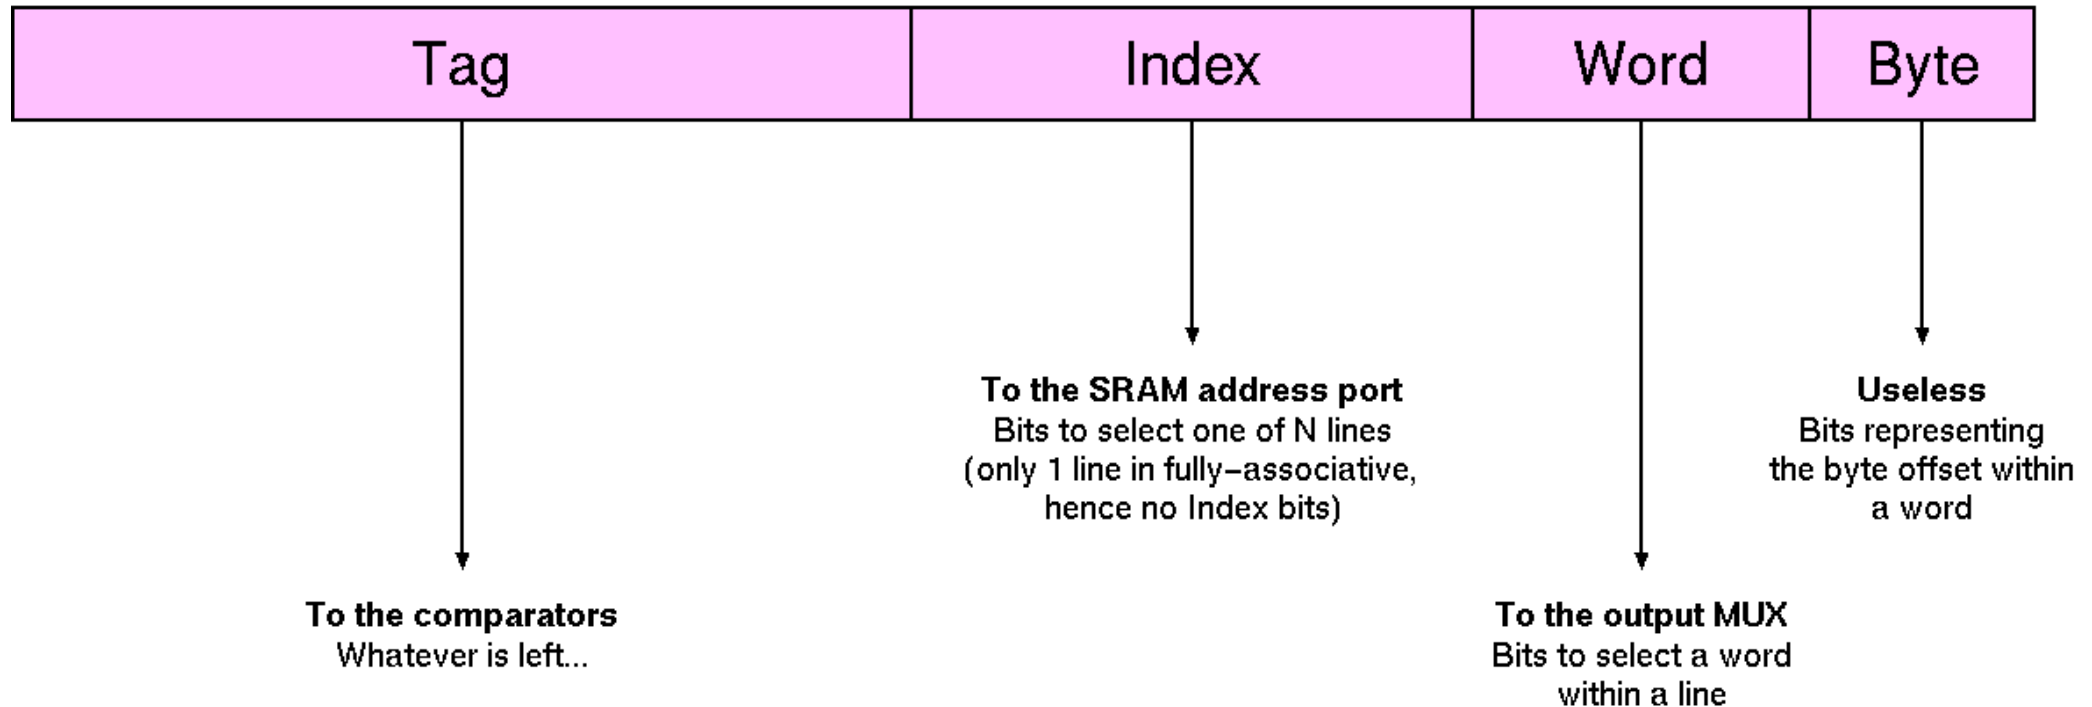 Tag
Index
Word
Byte
To the SRAM address port
Bits to select one of N lines
(only 1 line in fully–associative,
hence no Index bits)
Useless
Bits representing
the byte offset within
a word
To the comparators
Whatever is left...
To the output MUX
Bits to select a word
within a line